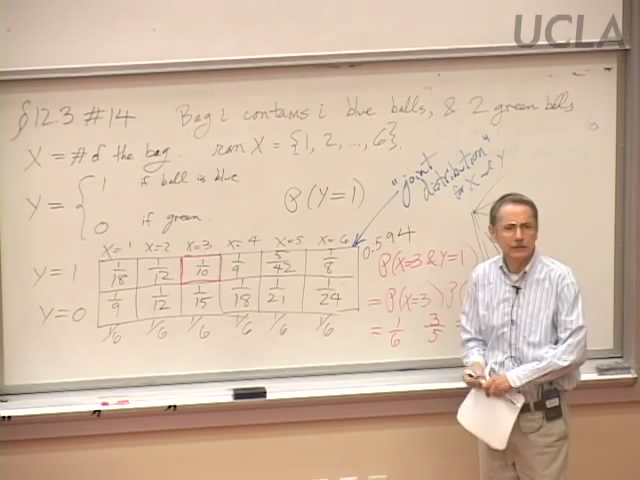 UCLA
§12.3 #14 Bag i contains i blue balls, & 2 green balls
X = # of the bag. ran X = {1, 2, ..., 6}.
Y = { 1 if ball is blue
0 if green.
P(Y=1)
"joint distribution" for X and Y
X=1 X=2 X=3 X=4 X=5 X=6 0.594
Y=1 1/18 1/12 1/10 1/9 5/42 1/8
Y=0 1/9 1/12 1/15 1/18 1/21 1/24
1/6 1/6 1/6 1/6 1/6 1/6
P(X=3 & Y=1)
= P(X=3) P(
= 1/6 3/5 =